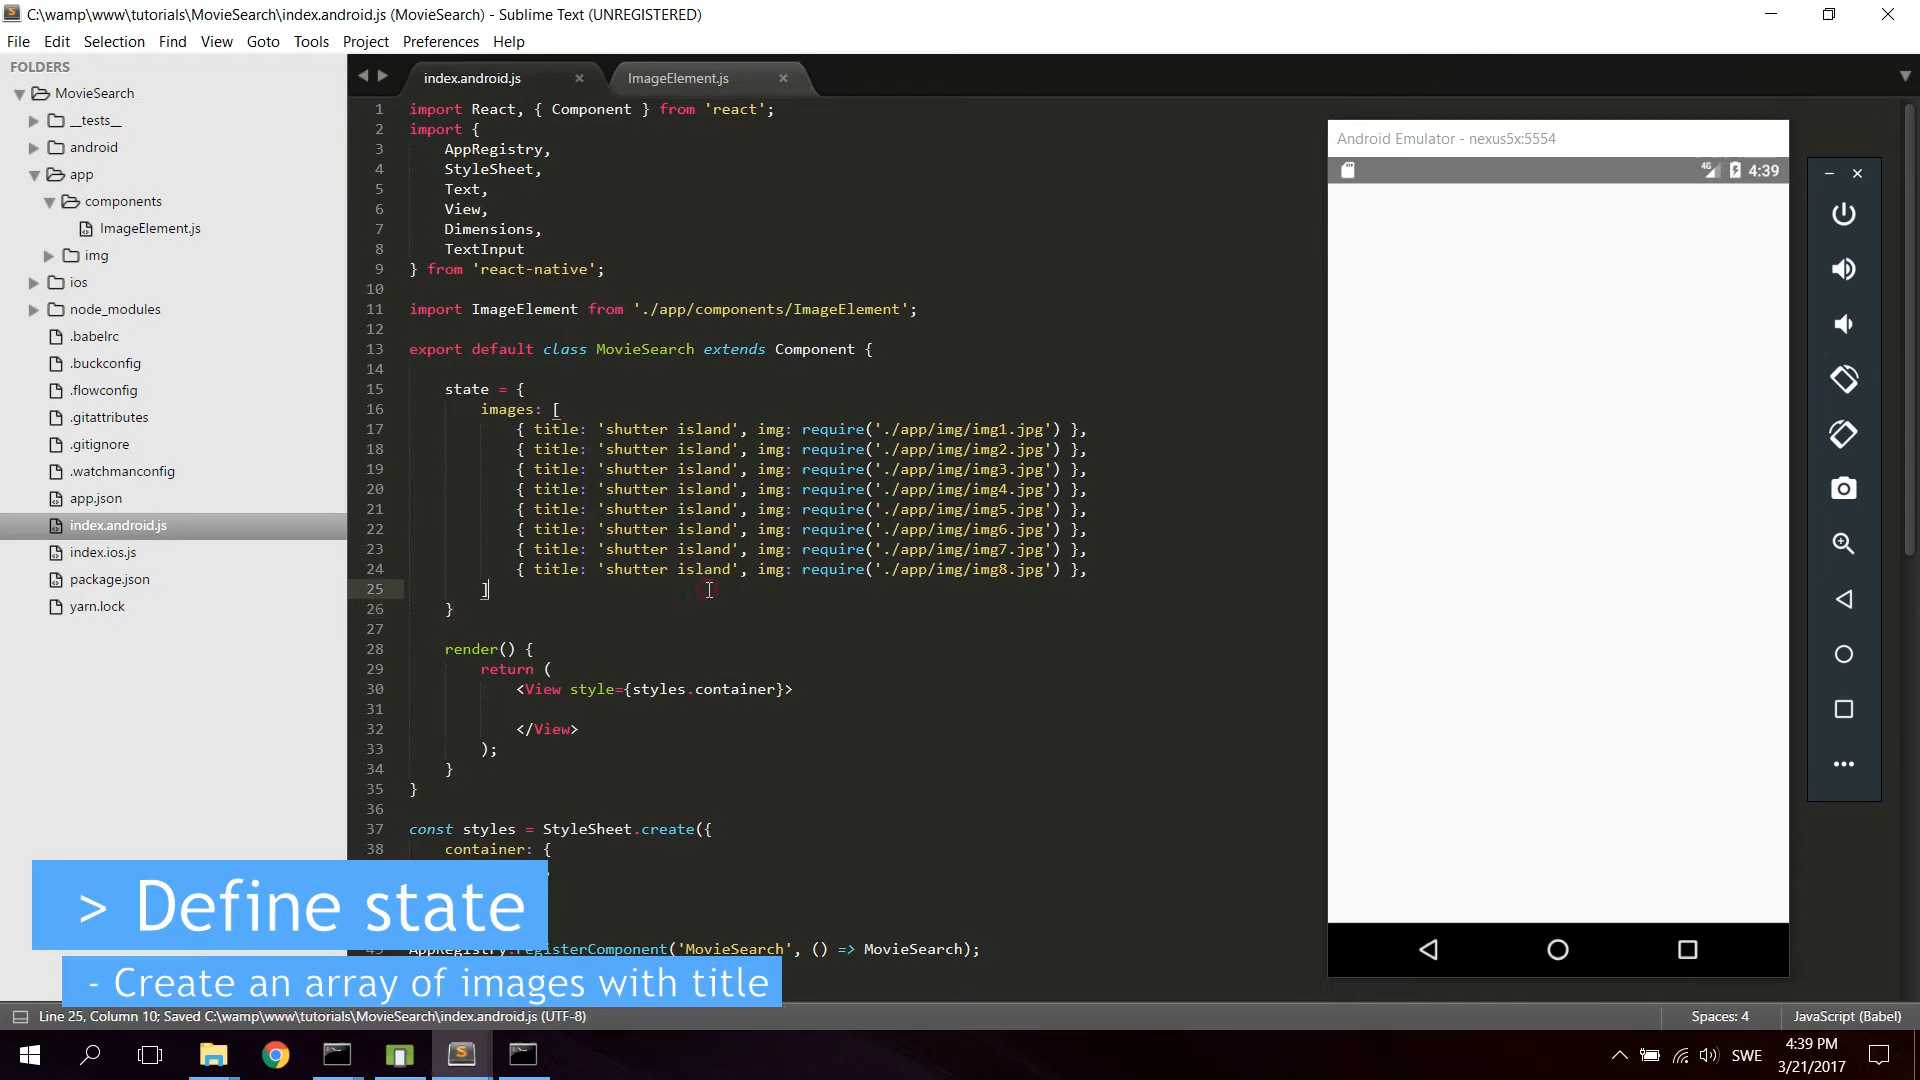 C:\wamp\www\tutorials\MovieSearch\index.android.js (MovieSearch) - Sublime Text (UNREGISTERED)
File Edit Selection Find View Goto Tools Project Preferences Help
FOLDERS
MovieSearch
__tests__
android
app
components
ImageElement.js
img
ios
node_modules
.babelrc
.buckconfig
.flowconfig
.gitattributes
.gitignore
.watchmanconfig
app.json
index.android.js
index.ios.js
package.json
yarn.lock
index.android.js ImageElement.js
1 import React, { Component } from 'react';
2 import {
3 AppRegistry,
4 StyleSheet,
5 Text,
6 View,
7 Dimensions,
8 TextInput
9 } from 'react-native';
10
11 import ImageElement from './app/components/ImageElement';
12
13 export default class MovieSearch extends Component {
14
15 state = {
16 images: [
17 { title: 'shutter island', img: require('./app/img/img1.jpg') },
18 { title: 'shutter island', img: require('./app/img/img2.jpg') },
19 { title: 'shutter island', img: require('./app/img/img3.jpg') },
20 { title: 'shutter island', img: require('./app/img/img4.jpg') },
21 { title: 'shutter island', img: require('./app/img/img5.jpg') },
22 { title: 'shutter island', img: require('./app/img/img6.jpg') },
23 { title: 'shutter island', img: require('./app/img/img7.jpg') },
24 { title: 'shutter island', img: require('./app/img/img8.jpg') },
25 ]
26 }
27
28 render() {
29 return (
30 <View style={styles.container}>
31
32 </View>
33 );
34 }
35 }
36
37 const styles = StyleSheet.create({
38 container: {
AppRegistry.registerComponent('MovieSearch', () => MovieSearch);
> Define state
- Create an array of images with title
Android Emulator - nexus5x:5554
4G 4:39
Line 25, Column 10; Saved C:\wamp\www\tutorials\MovieSearch\index.android.js (UTF-8)
Spaces: 4 JavaScript (Babel)
SWE
4:39 PM
3/21/2017